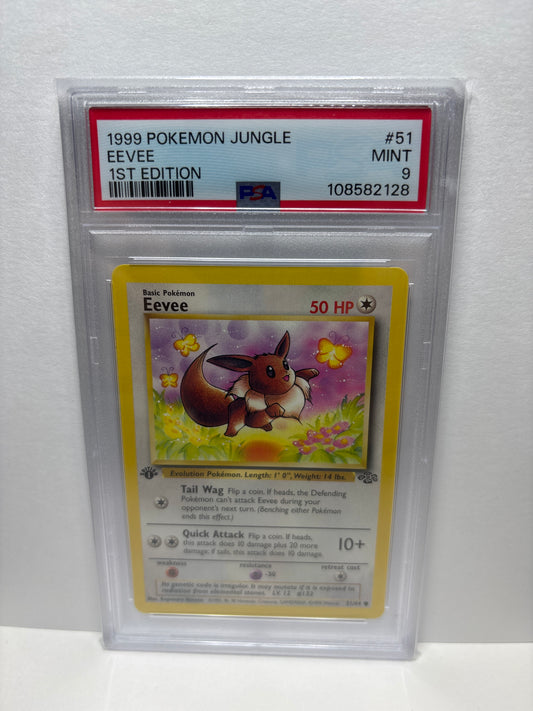 1999 POKEMON JUNGLE #51
EEVEE MINT
1ST EDITION 9
PSA 108582128
Basic Pokémon
Eevee 50 HP
Evolution Pokémon. Length: 1' 0", Weight: 14 lbs.
Tail Wag Flip a coin. If heads, the Defending
Pokémon can't attack Eevee during your
opponent's next turn. (Benching either Pokémon
ends this effect.)
Quick Attack Flip a coin. If heads,
this attack does 10 damage plus 20 more
damage; if tails, this attack does 10 damage.
10+
weakness resistance retreat cost
-30
Its genetic code is irregular. It may mutate if it is exposed to
radiation from elemental stones. LV. 12 #133
51/64